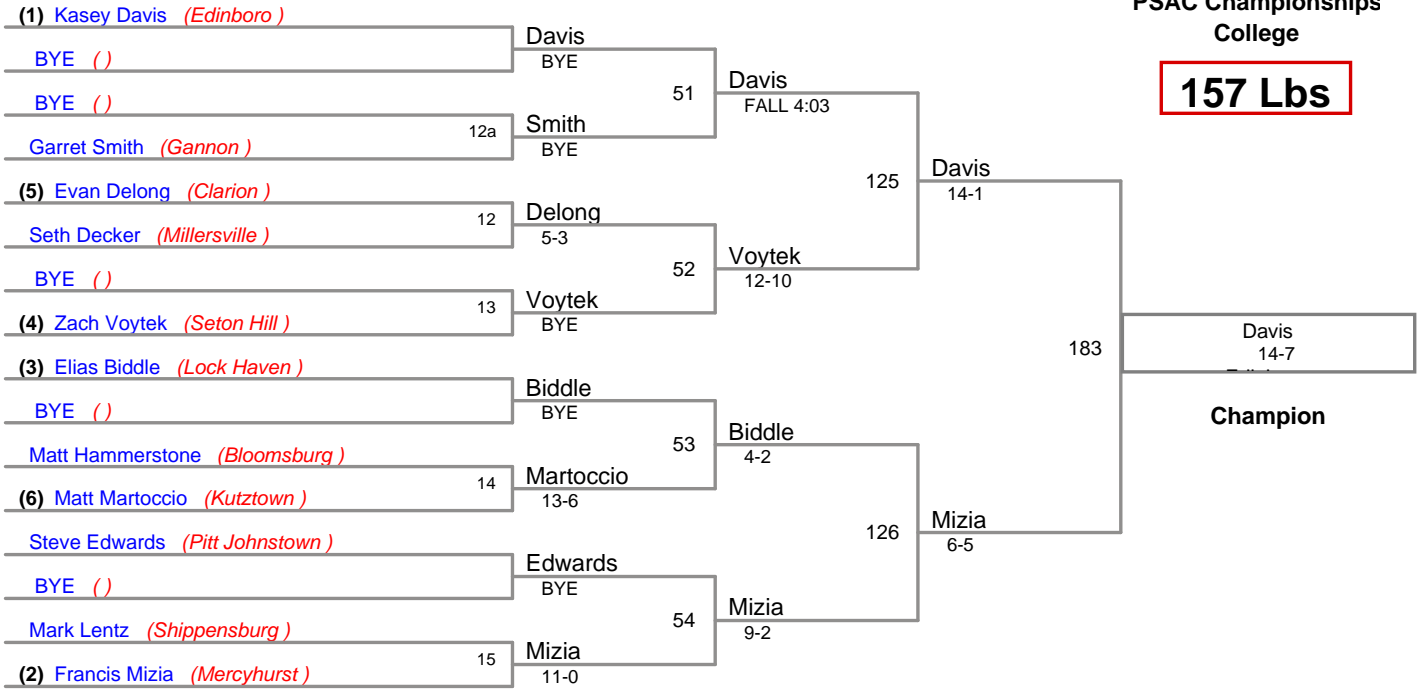 PSAC Championships
College
157 Lbs
(1) Kasey Davis (Edinboro )
BYE ( )
BYE ( )
Garret Smith (Gannon )
(5) Evan Delong (Clarion )
Seth Decker (Millersville )
BYE ( )
(4) Zach Voytek (Seton Hill )
(3) Elias Biddle (Lock Haven )
BYE ( )
Matt Hammerstone (Bloomsburg )
(6) Matt Martoccio (Kutztown )
Steve Edwards (Pitt Johnstown )
BYE ( )
Mark Lentz (Shippensburg )
(2) Francis Mizia (Mercyhurst )
Davis
BYE
12a
Smith
BYE
12
Delong
5-3
13
Voytek
BYE
Biddle
BYE
14
Martoccio
13-6
Edwards
BYE
15
Mizia
11-0
51
Davis
FALL 4:03
52
Voytek
12-10
53
Biddle
4-2
54
Mizia
9-2
125
Davis
14-1
126
Mizia
6-5
183
Davis
14-7
Champion